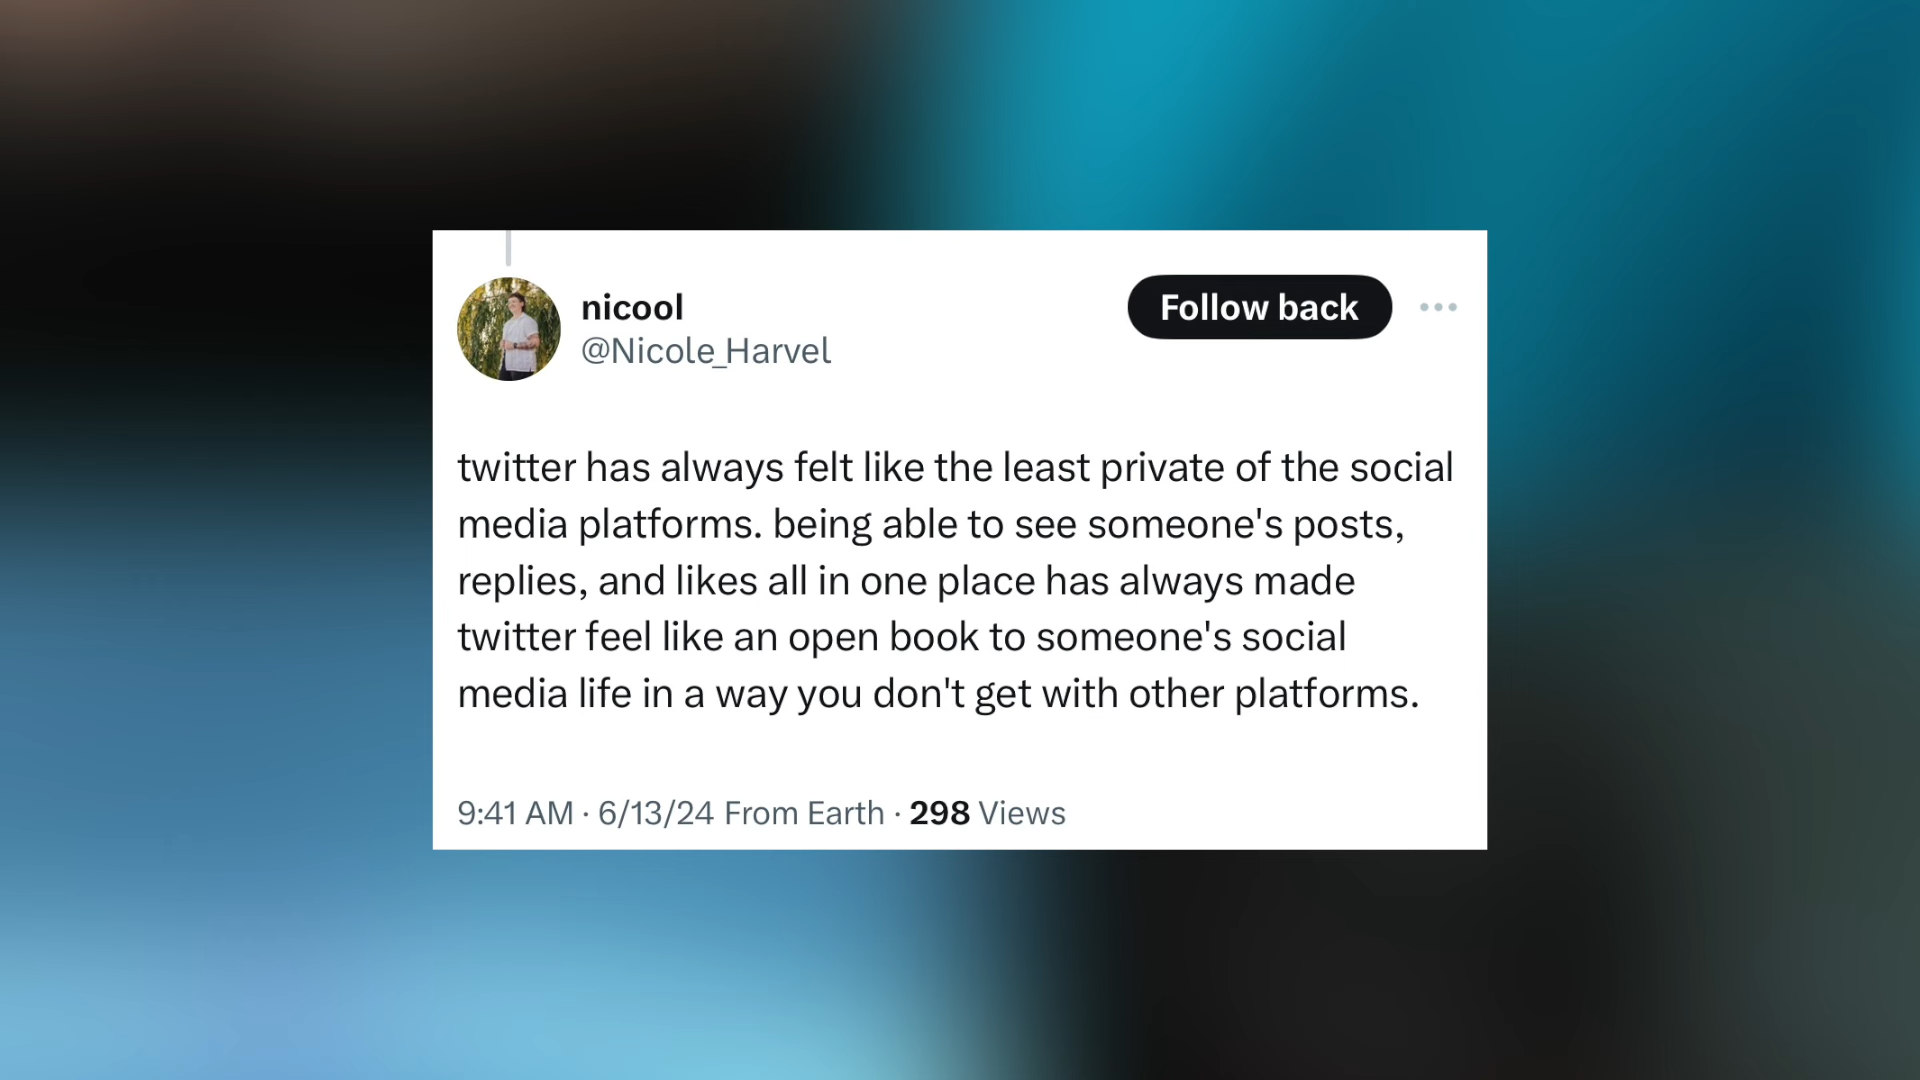 nicool
Follow back
@Nicole_Harvel
twitter has always felt like the least private of the social
media platforms. being able to see someone's posts,
replies, and likes all in one place has always made
twitter feel like an open book to someone's social
media life in a way you don't get with other platforms.
9:41 AM · 6/13/24 From Earth · 298 Views